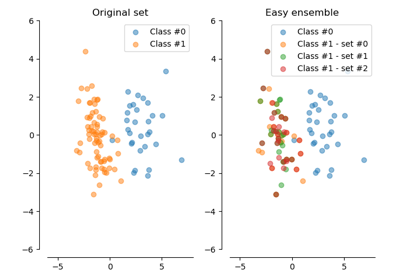 Original set
Easy ensemble
6
4
2
0
−2
−4
−6
−5
0
5
Class #0
Class #1
6
4
2
0
−2
−4
−6
−5
0
5
Class #0
Class #1 - set #0
Class #1 - set #1
Class #1 - set #2